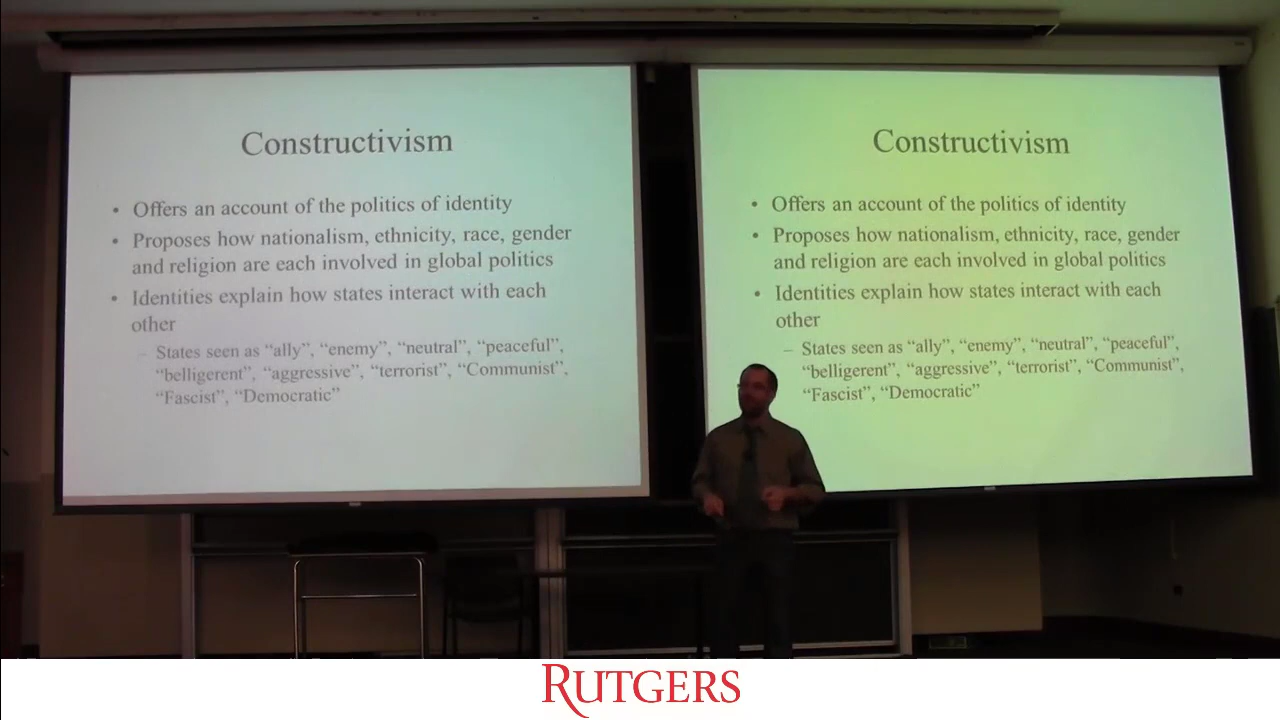 Constructivism
• Offers an account of the politics of identity
• Proposes how nationalism, ethnicity, race, gender
and religion are each involved in global politics
• Identities explain how states interact with each
other
– States seen as “ally”, “enemy”, “neutral”, “peaceful”,
“belligerent”, “aggressive”, “terrorist”, “Communist”,
“Fascist”, “Democratic”
Constructivism
• Offers an account of the politics of identity
• Proposes how nationalism, ethnicity, race, gender
and religion are each involved in global politics
• Identities explain how states interact with each
other
– States seen as “ally”, “enemy”, “neutral”, “peaceful”,
“belligerent”, “aggressive”, “terrorist”, “Communist”,
“Fascist”, “Democratic”
RUTGERS